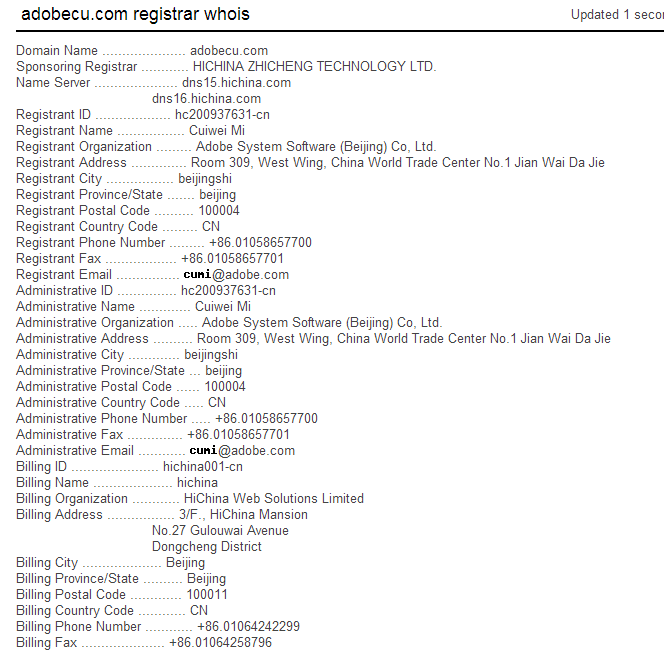 adobecu.com registrar whois
Updated 1 secor
Domain Name ..................... adobecu.com
Sponsoring Registrar ............ HICHINA ZHICHENG TECHNOLOGY LTD.
Name Server ..................... dns15.hichina.com
dns16.hichina.com
Registrant ID ................... hc200937631-cn
Registrant Name ................. Cuiwei Mi
Registrant Organization ......... Adobe System Software (Beijing) Co, Ltd.
Registrant Address .............. Room 309, West Wing, China World Trade Center No.1 Jian Wai Da Jie
Registrant City ................. beijingshi
Registrant Province/State ....... beijing
Registrant Postal Code .......... 100004
Registrant Country Code ......... CN
Registrant Phone Number ......... +86.01058657700
Registrant Fax .................. +86.01058657701
Registrant Email ................ cumi@adobe.com
Administrative ID ............... hc200937631-cn
Administrative Name ............. Cuiwei Mi
Administrative Organization ..... Adobe System Software (Beijing) Co, Ltd.
Administrative Address .......... Room 309, West Wing, China World Trade Center No.1 Jian Wai Da Jie
Administrative City ............. beijingshi
Administrative Province/State ... beijing
Administrative Postal Code ...... 100004
Administrative Country Code ..... CN
Administrative Phone Number ..... +86.01058657700
Administrative Fax .............. +86.01058657701
Administrative Email ............ cumi@adobe.com
Billing ID ...................... hichina001-cn
Billing Name .................... hichina
Billing Organization ............ HiChina Web Solutions Limited
Billing Address ................. 3/F., HiChina Mansion
No.27 Gulouwai Avenue
Dongcheng District
Billing City .................... Beijing
Billing Province/State .......... Beijing
Billing Postal Code ............. 100011
Billing Country Code ............ CN
Billing Phone Number ............ +86.01064242299
Billing Fax ..................... +86.01064258796